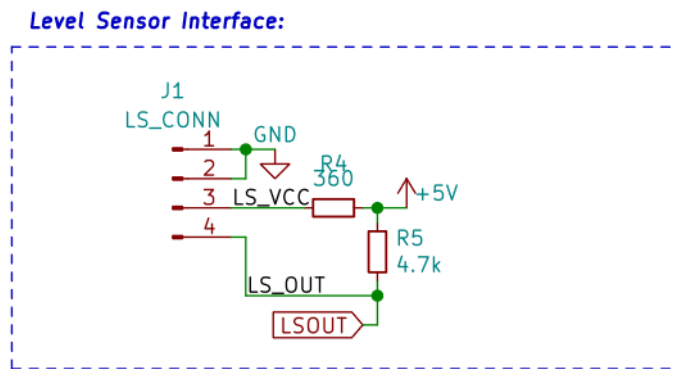 Level Sensor Interface:
J1
LS_CONN
1
GND
2
R4
360
3
LS_VCC
+5V
4
R5
4.7k
LS_OUT
LSOUT